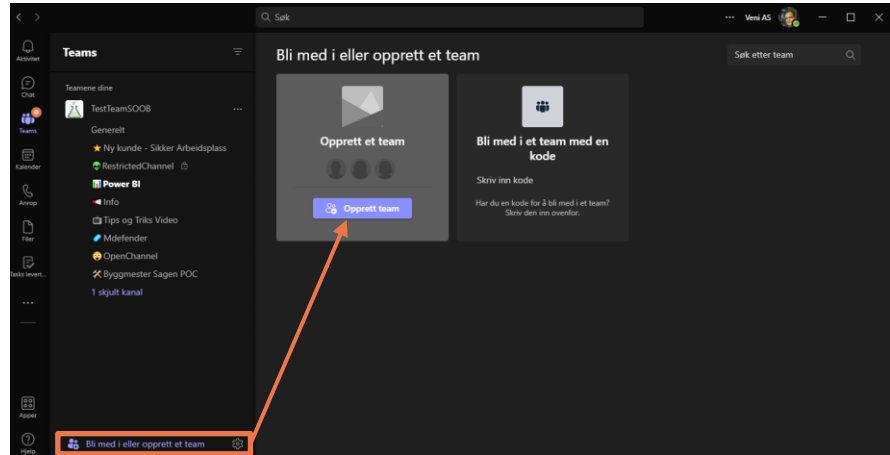 Søk
Veni AS
Aktivitet
Chat
Teams
Kalender
Anrop
Filer
Tasks levert...
Apper
Hjelp
Teams
Teamene dine
TestTeamSOOB
Generelt
Ny kunde - Sikker Arbeidsplass
RestrictedChannel
Power BI
Info
Tips og Triks Video
Mdefender
OpenChannel
Byggmester Sagen POC
1 skjult kanal
Bli med i eller opprett et team
Bli med i eller opprett et team
Søk etter team
Opprett et team
Opprett team
Bli med i et team med en
kode
Skriv inn kode
Har du en kode for å bli med i et team?
Skriv den inn ovenfor.